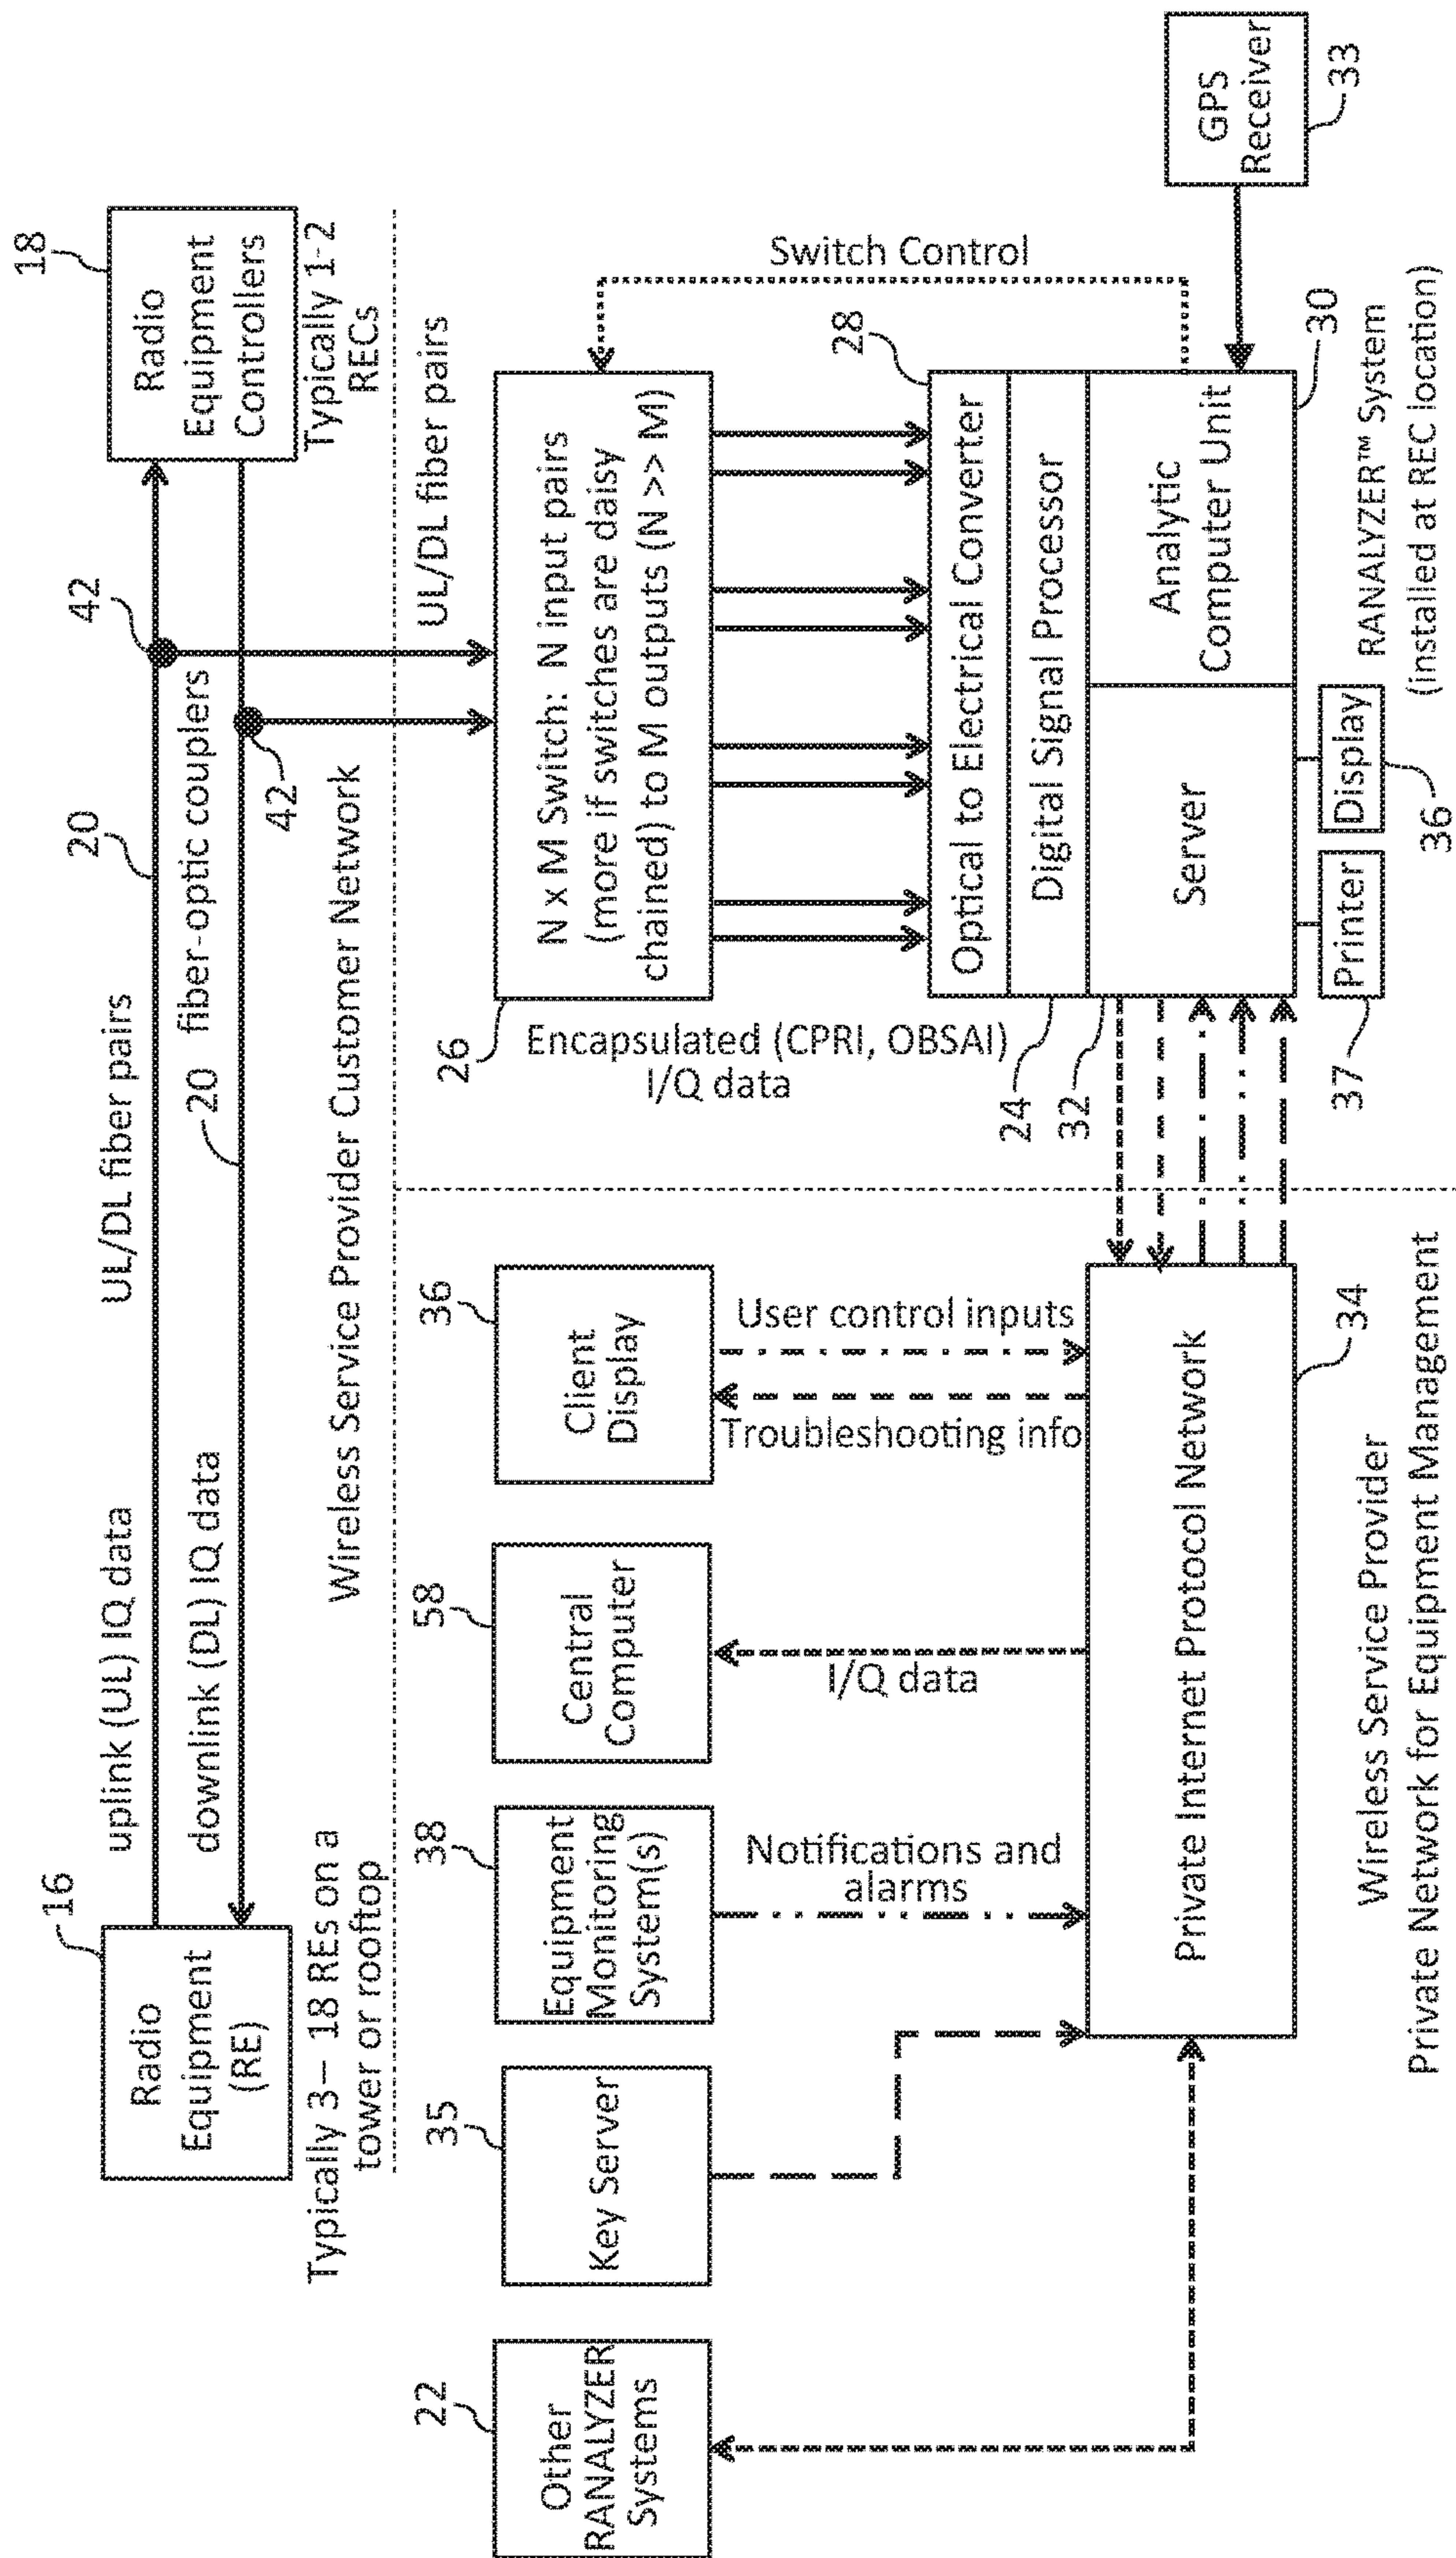 16
Radio
Equipment
(RE)
Typically 3– 18 REs on a
tower or rooftop
uplink (UL) IQ data
downlink (DL) IQ data
UL/DL fiber pairs
20
20
fiber-optic couplers
42
42
18
Radio
Equipment
Controllers
Typically 1-2
RECs
Wireless Service Provider Customer Network
UL/DL fiber pairs
22
Other
RANALYZER
Systems
35
Key Server
38
Equipment
Monitoring
System(s)
Notifications and
alarms
58
Central
Computer
I/Q data
36
Client
Display
User control inputs
Troubleshooting info
Private Internet Protocol Network
34
Wireless Service Provider
Private Network for Equipment Management
26
N x M Switch:  N input pairs
(more if switches are daisy
chained) to M outputs (N >> M)
Switch Control
Encapsulated (CPRI, OBSAI)
I/Q data
28
Optical to Electrical Converter
24
Digital Signal Processor
32
Server
Analytic
Computer Unit
30
GPS
Receiver
33
37
Printer
Display
36
RANALYZER™ System
(installed at REC location)